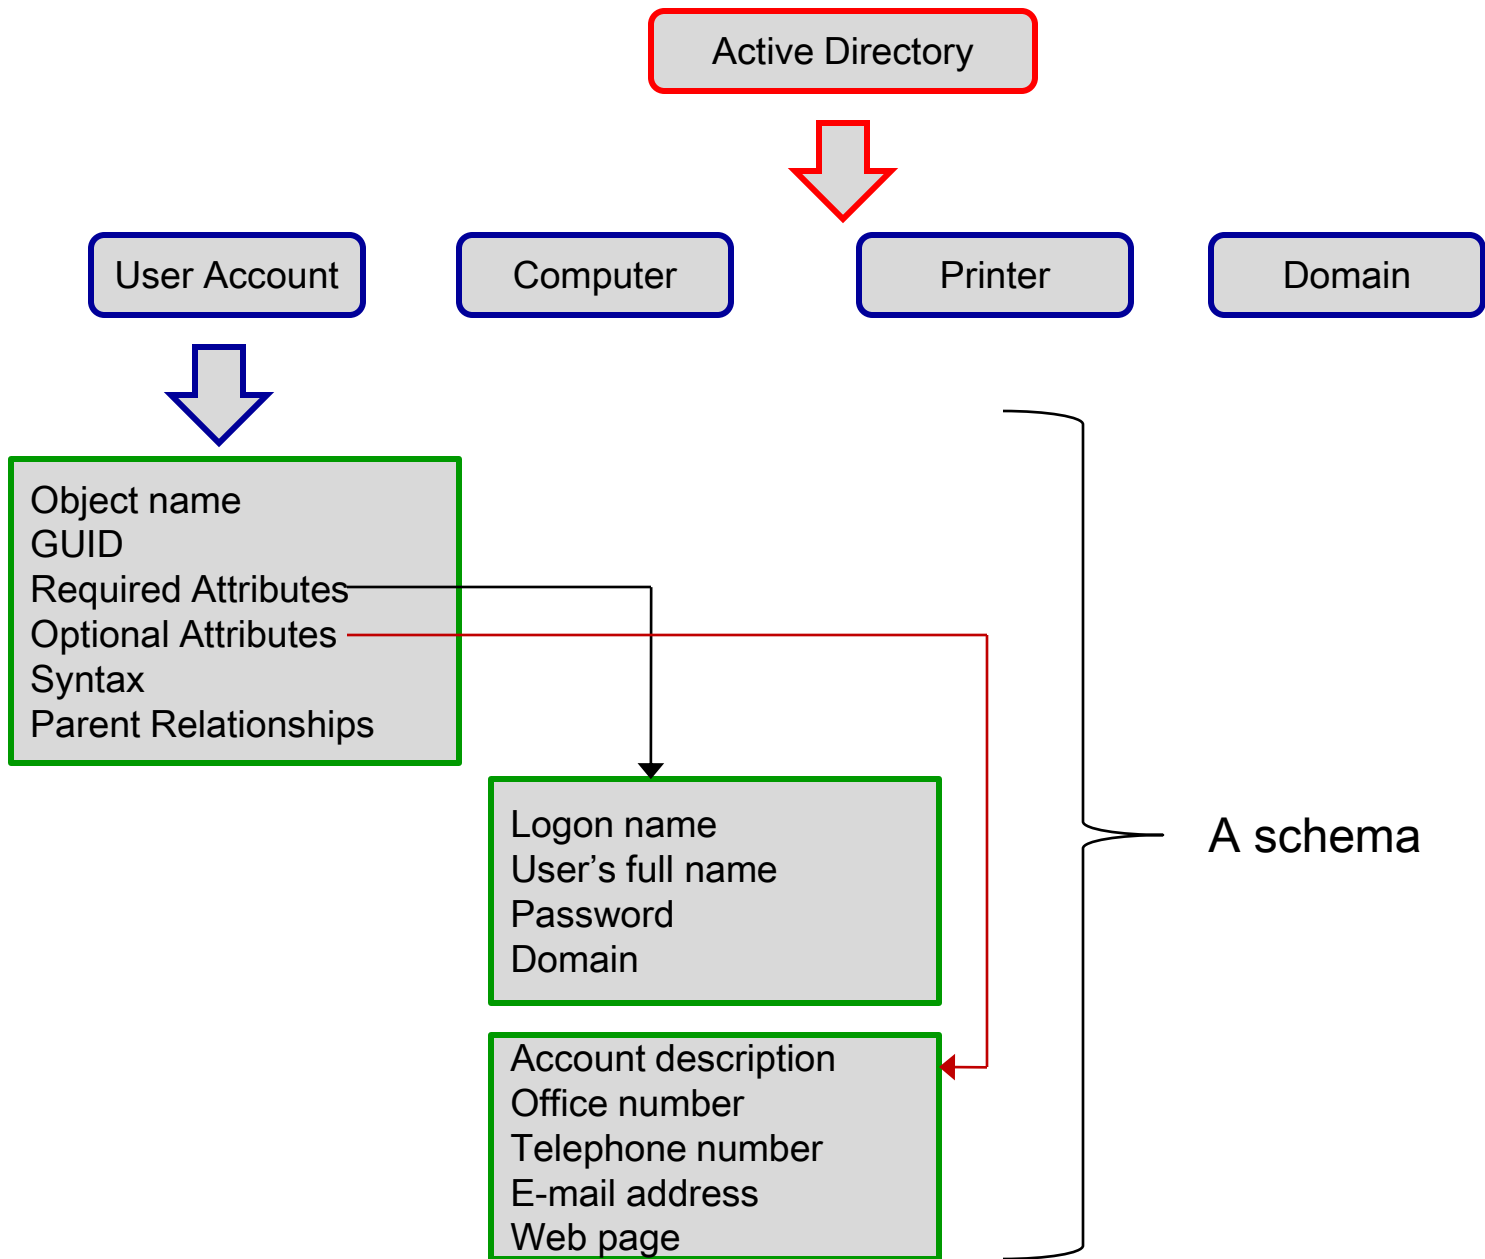 Active Directory
User Account
Computer
Printer
Domain
Object name
GUID
Required Attributes
Optional Attributes
Syntax
Parent Relationships
Logon name
User’s full name
Password
Domain
A schema
Account description
Office number
Telephone number
E-mail address
Web page